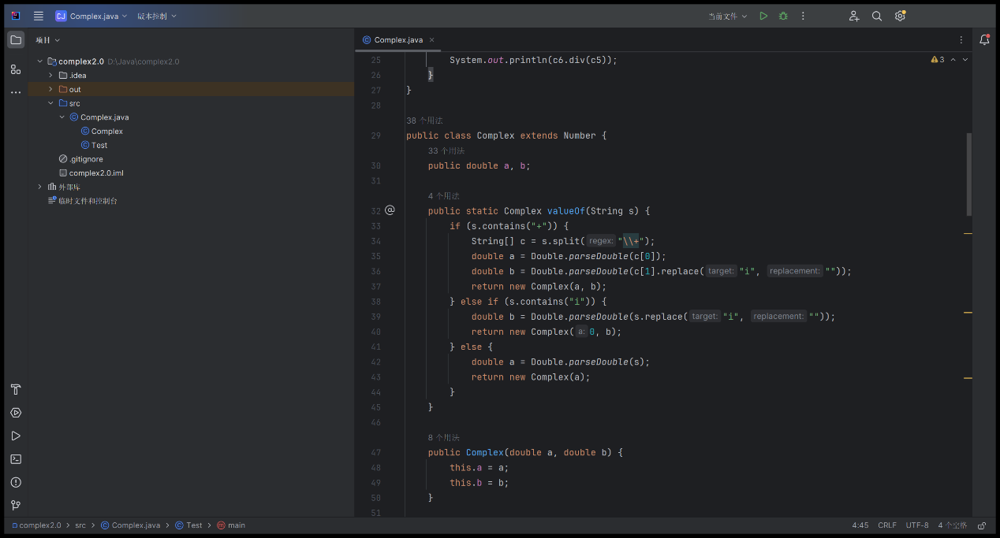 CJ Complex.java 版本控制 当前文件
项目
Complex.java
complex2.0 D:\Java\complex2.0
.idea
out
src
Complex.java
Complex
Test
.gitignore
complex2.0.iml
外部库
临时文件和控制台
25 System.out.println(c6.div(c5)); 3
26 }
27 }
28
38 个用法
29 public class Complex extends Number {
33 个用法
30 public double a, b;
31
4 个用法
32 @ public static Complex valueOf(String s) {
33 if (s.contains("+")) {
34 String[] c = s.split( regex: "\\+");
35 double a = Double.parseDouble(c[0]);
36 double b = Double.parseDouble(c[1].replace( target: "i", replacement: ""));
37 return new Complex(a, b);
38 } else if (s.contains("i")) {
39 double b = Double.parseDouble(s.replace( target: "i", replacement: ""));
40 return new Complex( a: 0, b);
41 } else {
42 double a = Double.parseDouble(s);
43 return new Complex(a);
44 }
45 }
46
8 个用法
47 public Complex(double a, double b) {
48 this.a = a;
49 this.b = b;
50 }
51
complex2.0 > src > Complex.java > Test > main 4:45 CRLF UTF-8 4 个空格